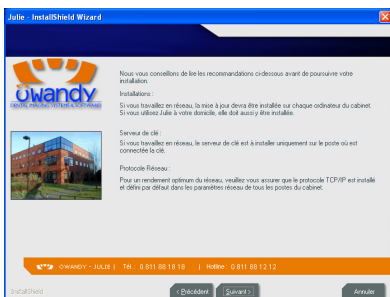 Julie - InstallShield Wizard
Nous vous conseillons de lire les recommandations ci-dessous avant de poursuivre votre
installation.
Installations :
Si vous travaillez en réseau, la mise à jour devra être installée sur chaque ordinateur du cabinet.
Si vous utilisez Julie à votre domicile, elle doit aussi y être installée.
Serveur de clé :
Si vous travaillez en réseau, le serveur de clé est à installer uniquement sur le poste où est
connectée la clé.
Protocole Réseau :
Pour un rendement optimum du réseau, veuillez vous assurer que le protocole TCP/IP est installé
et défini par défaut dans les paramètres réseau de tous les postes du cabinet.
owandy
DENTAL IMAGING SYSTEMS & SOFTWARE
OWANDY - JULIE | Tél. : 0 811 88 18 18 | Hotline : 0 811 88 12 12
InstallShield
< Précédent
Suivant >
Annuler